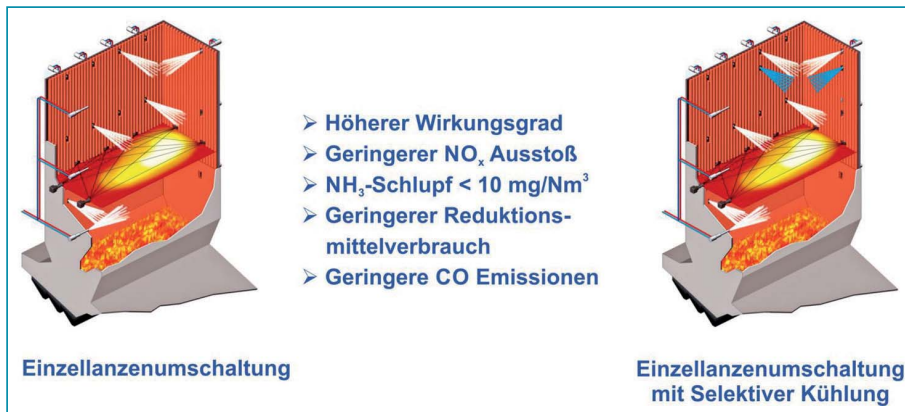 ➢ Höherer Wirkungsgrad
➢ Geringerer NOₓ Ausstoß
➢ NH₃-Schlupf < 10 mg/Nm³
➢ Geringerer Reduktions-
mittelverbrauch
➢ Geringere CO Emissionen
Einzellanzenumschaltung
Einzellanzenumschaltung
mit Selektiver Kühlung